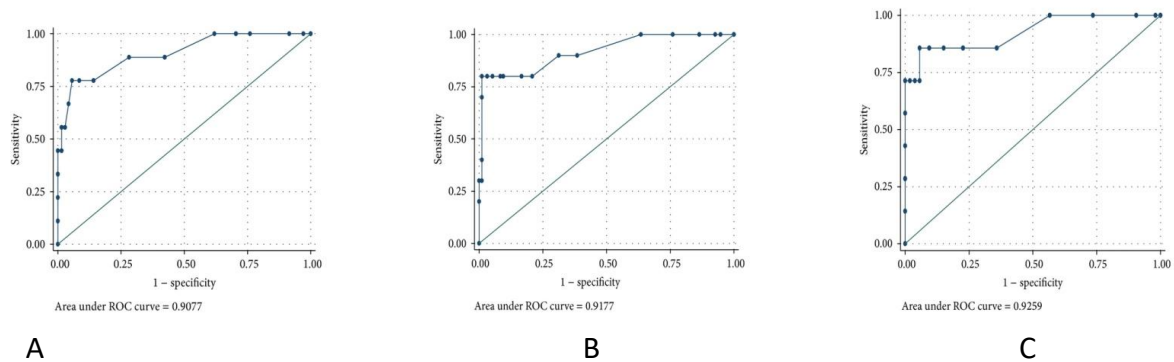 1.00
0.75
0.50
0.25
0.00
Sensitivity
0.00 0.25 0.50 0.75 1.00
1 – specificity
Area under ROC curve = 0.9077
A
1.00
0.75
0.50
0.25
0.00
Sensitivity
0.00 0.25 0.50 0.75 1.00
1 – specificity
Area under ROC curve = 0.9177
B
1.00
0.75
0.50
0.25
0.00
Sensitivity
0.00 0.25 0.50 0.75 1.00
1 – specificity
Area under ROC curve = 0.9259
C